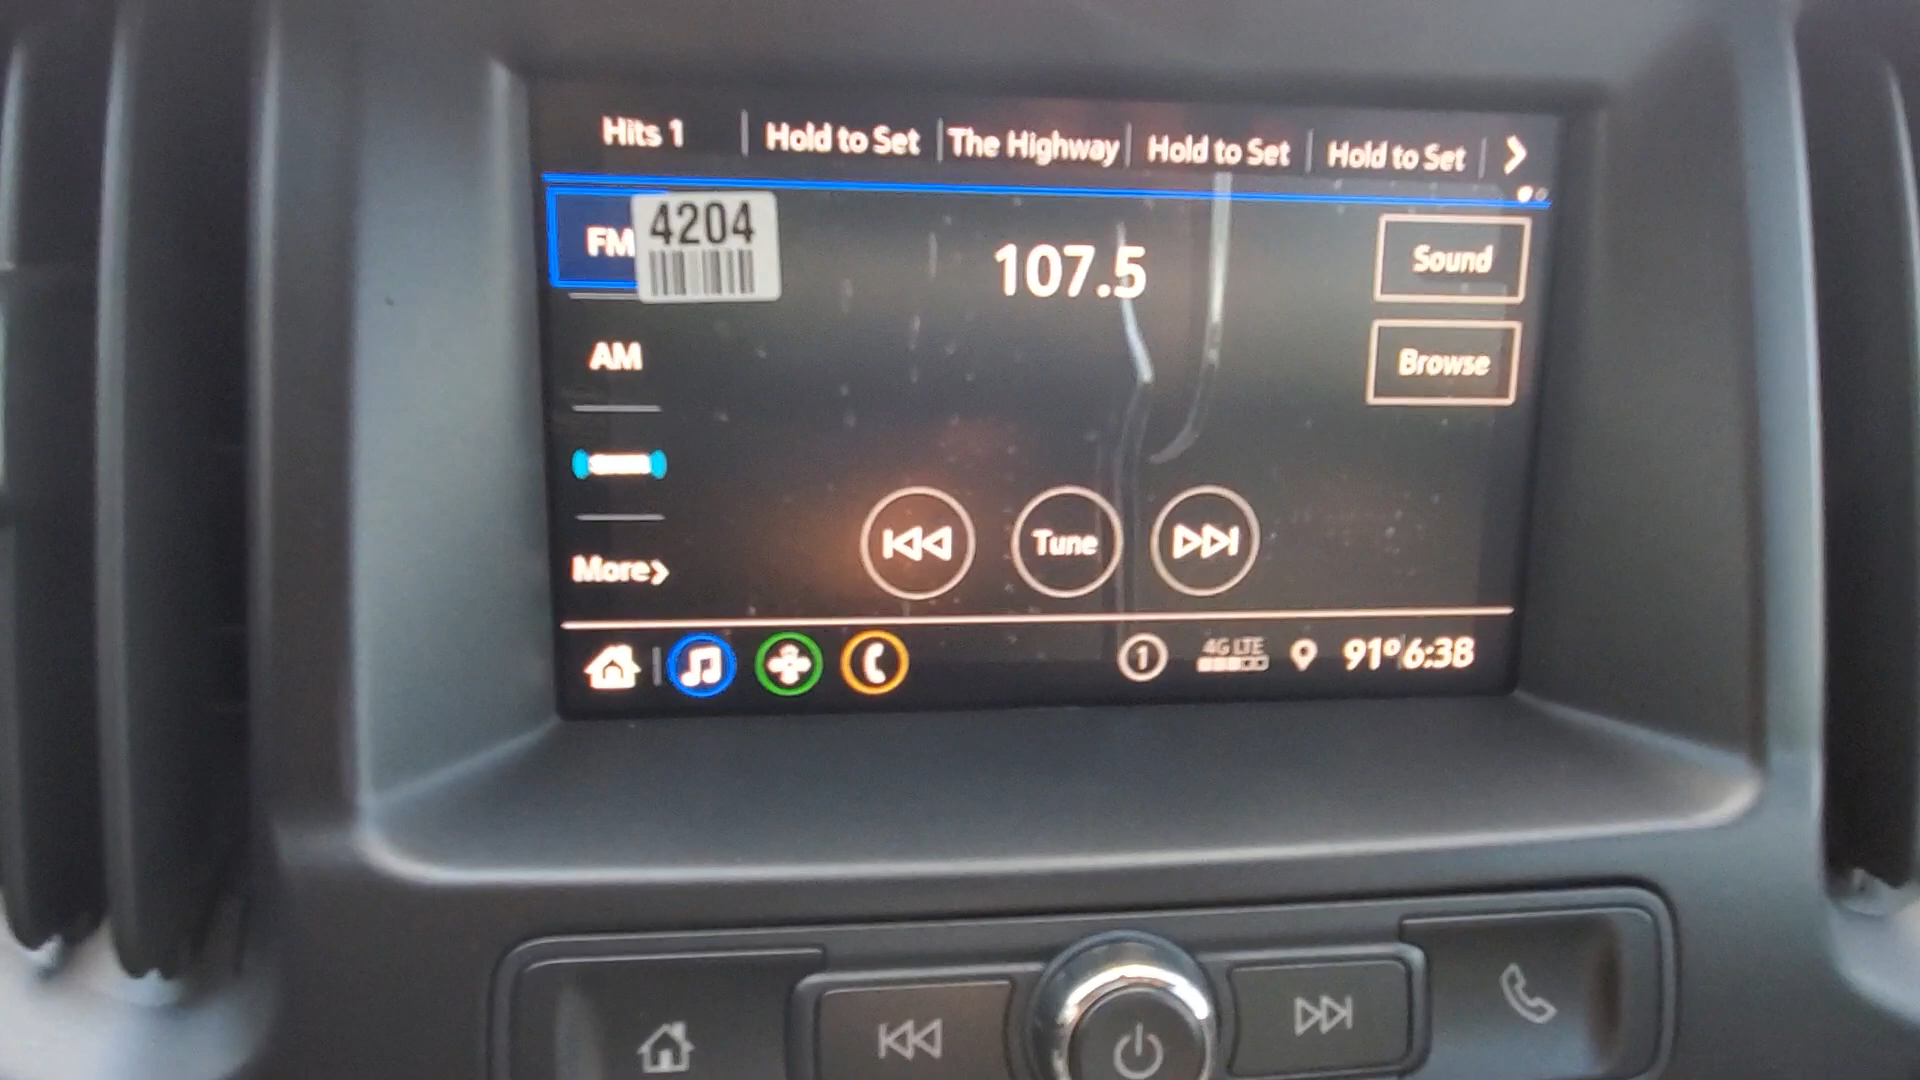 Hits 1
Hold to Set
The Highway
Hold to Set
Hold to Set
FM
4204
107.5
Sound
AM
Browse
Tune
More
1
4G LTE
91° 6:38